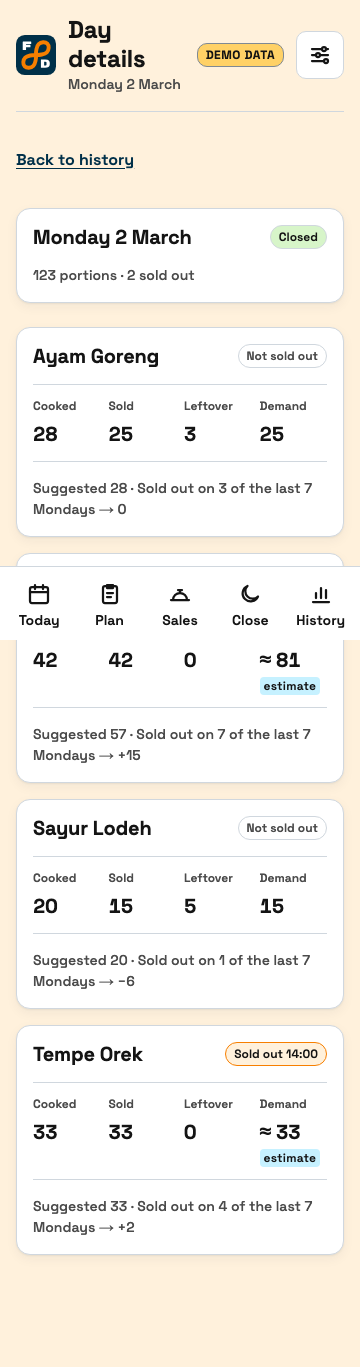 FD
Day
details
Monday 2 March
DEMO DATA
Back to history
Monday 2 March
Closed
123 portions · 2 sold out
Ayam Goreng
Not sold out
Cooked Sold Leftover Demand
28 25 3 25
Suggested 28 · Sold out on 3 of the last 7
Mondays → 0
Today Plan Sales Close History
42 42 0 ≈ 81
estimate
Suggested 57 · Sold out on 7 of the last 7
Mondays → +15
Sayur Lodeh
Not sold out
Cooked Sold Leftover Demand
20 15 5 15
Suggested 20 · Sold out on 1 of the last 7
Mondays → −6
Tempe Orek
Sold out 14:00
Cooked Sold Leftover Demand
33 33 0 ≈ 33
estimate
Suggested 33 · Sold out on 4 of the last 7
Mondays → +2